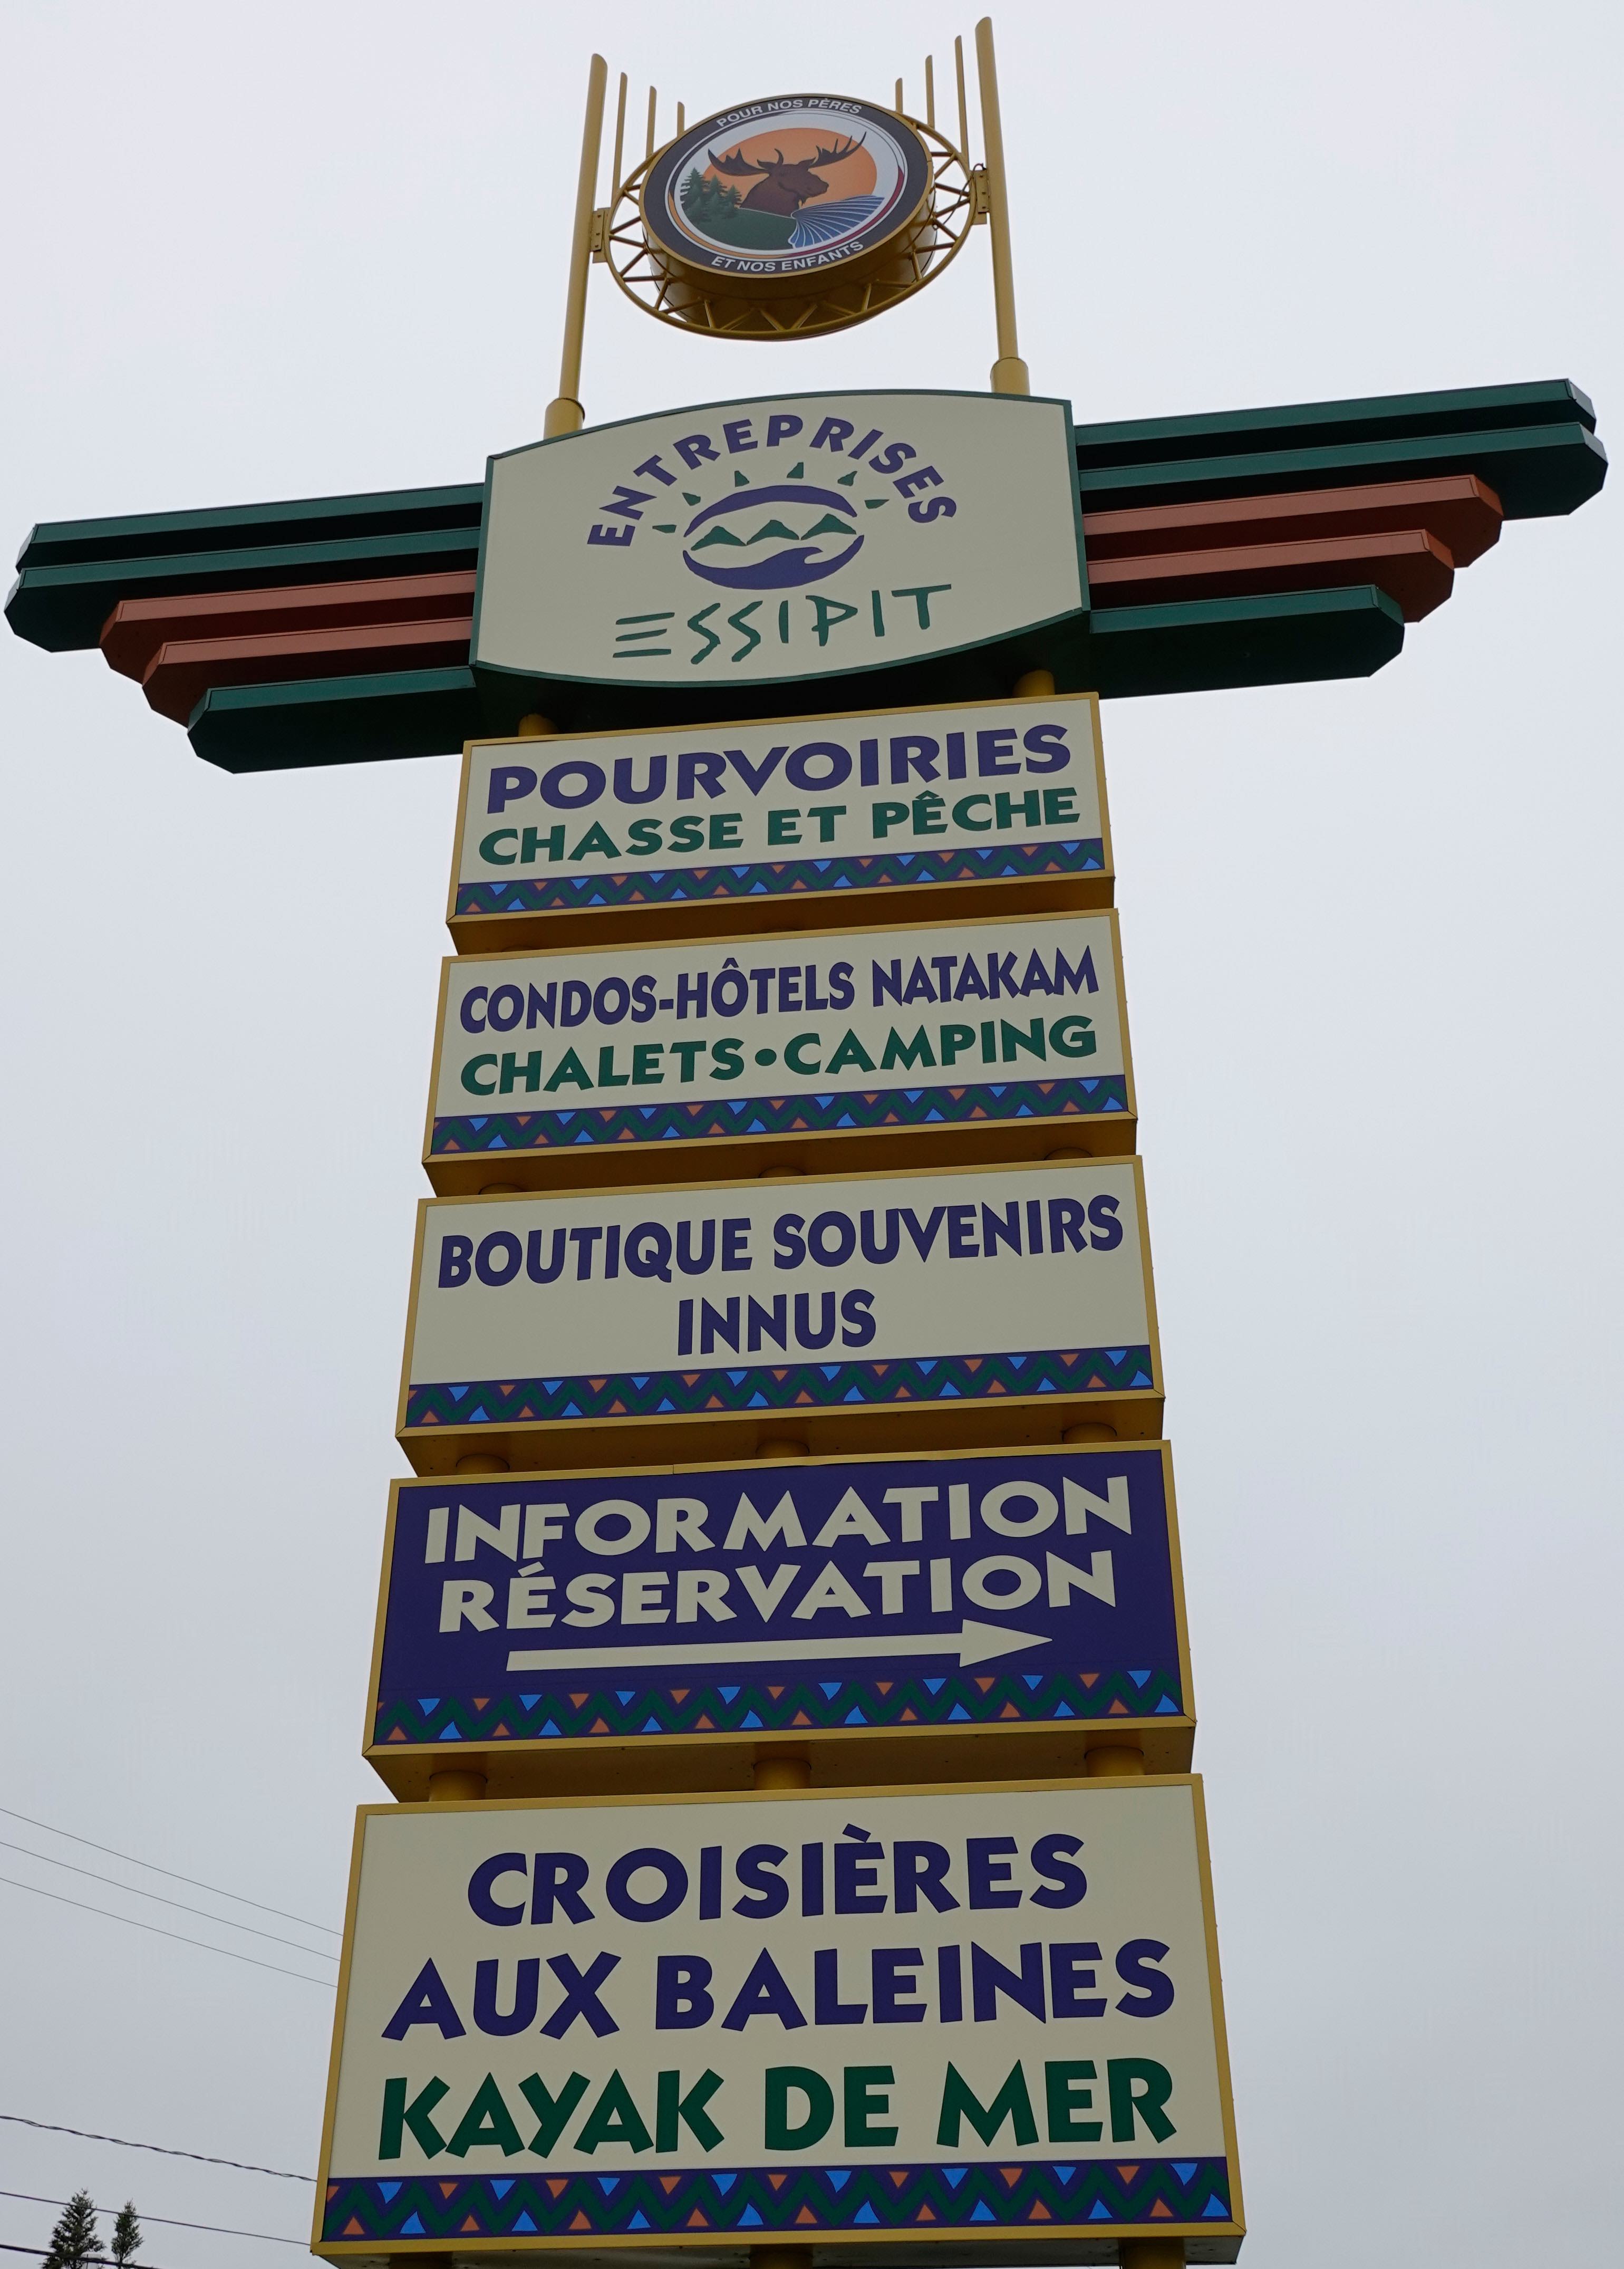 POUR NOS PÈRES
ET NOS ENFANTS
ENTREPRISES
ESSIPIT
POURVOIRIES
CHASSE ET PÊCHE
CONDOS-HÔTELS NATAKAM
CHALETS•CAMPING
BOUTIQUE SOUVENIRS
INNUS
INFORMATION
RÉSERVATION
CROISIÈRES
AUX BALEINES
KAYAK DE MER